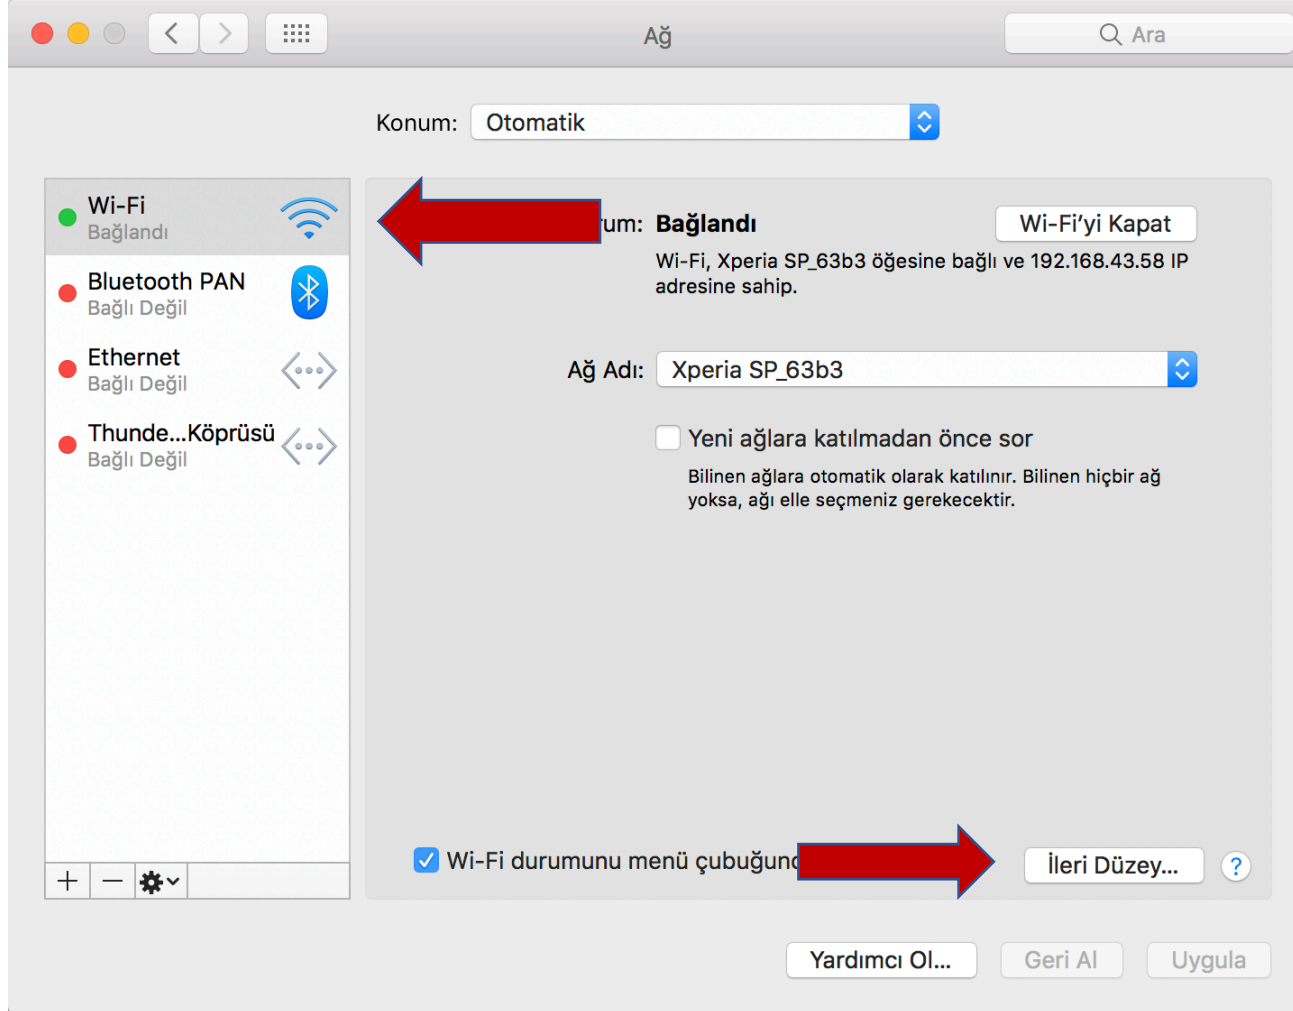 Ağ
Ara
Konum: Otomatik
Wi-Fi
Bağlandı
Bluetooth PAN
Bağlı Değil
Ethernet
Bağlı Değil
Thunde...Köprüsü
Bağlı Değil
Bağlandı
Wi-Fi'yi Kapat
Wi-Fi, Xperia SP_63b3 öğesine bağlı ve 192.168.43.58 IP
adresine sahip.
Ağ Adı: Xperia SP_63b3
Yeni ağlara katılmadan önce sor
Bilinen ağlara otomatik olarak katılınır. Bilinen hiçbir ağ
yoksa, ağı elle seçmeniz gerekecektir.
Wi-Fi durumunu menü
İleri Düzey...
?
Yardımcı Ol...
Geri Al
Uygula